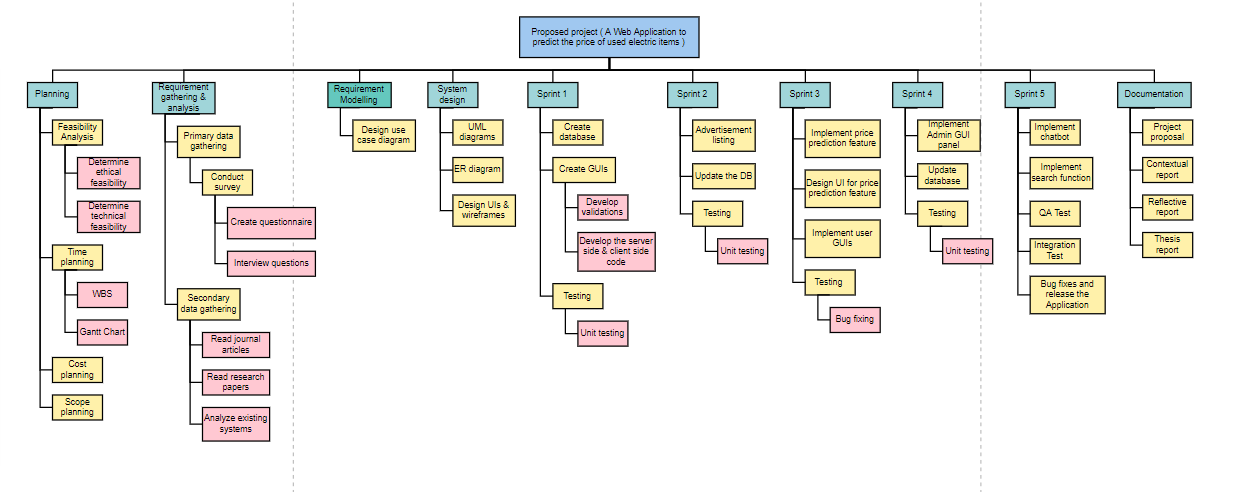 Proposed project ( A Web Application to
predict the price of used electric items )
Planning
Feasibility
Analysis
Determine
ethical
feasibility
Determine
technical
feasibility
Time
planning
WBS
Gantt Chart
Cost
planning
Scope
planning
Requirement
gathering &
analysis
Primary data
gathering
Conduct
survey
Create questionnaire
Interview questions
Secondary
data gathering
Read journal
articles
Read research
papers
Analyze existing
systems
Requirement
Modelling
Design use
case diagram
System
design
UML
diagrams
ER diagram
Design UIs &
wireframes
Sprint 1
Create
database
Create GUIs
Develop
validations
Develop the server
side & client side
code
Testing
Unit testing
Sprint 2
Advertisement
listing
Update the DB
Testing
Unit testing
Sprint 3
Implement price
prediction feature
Design UI for price
prediction feature
Implement user
GUIs
Testing
Bug fixing
Sprint 4
Implement
Admin GUI
panel
Update
database
Testing
Unit testing
Sprint 5
Implement
chatbot
Implement
search function
QA Test
Integration
Test
Bug fixes and
release the
Application
Documentation
Project
proposal
Contextual
report
Reflective
report
Thesis
report